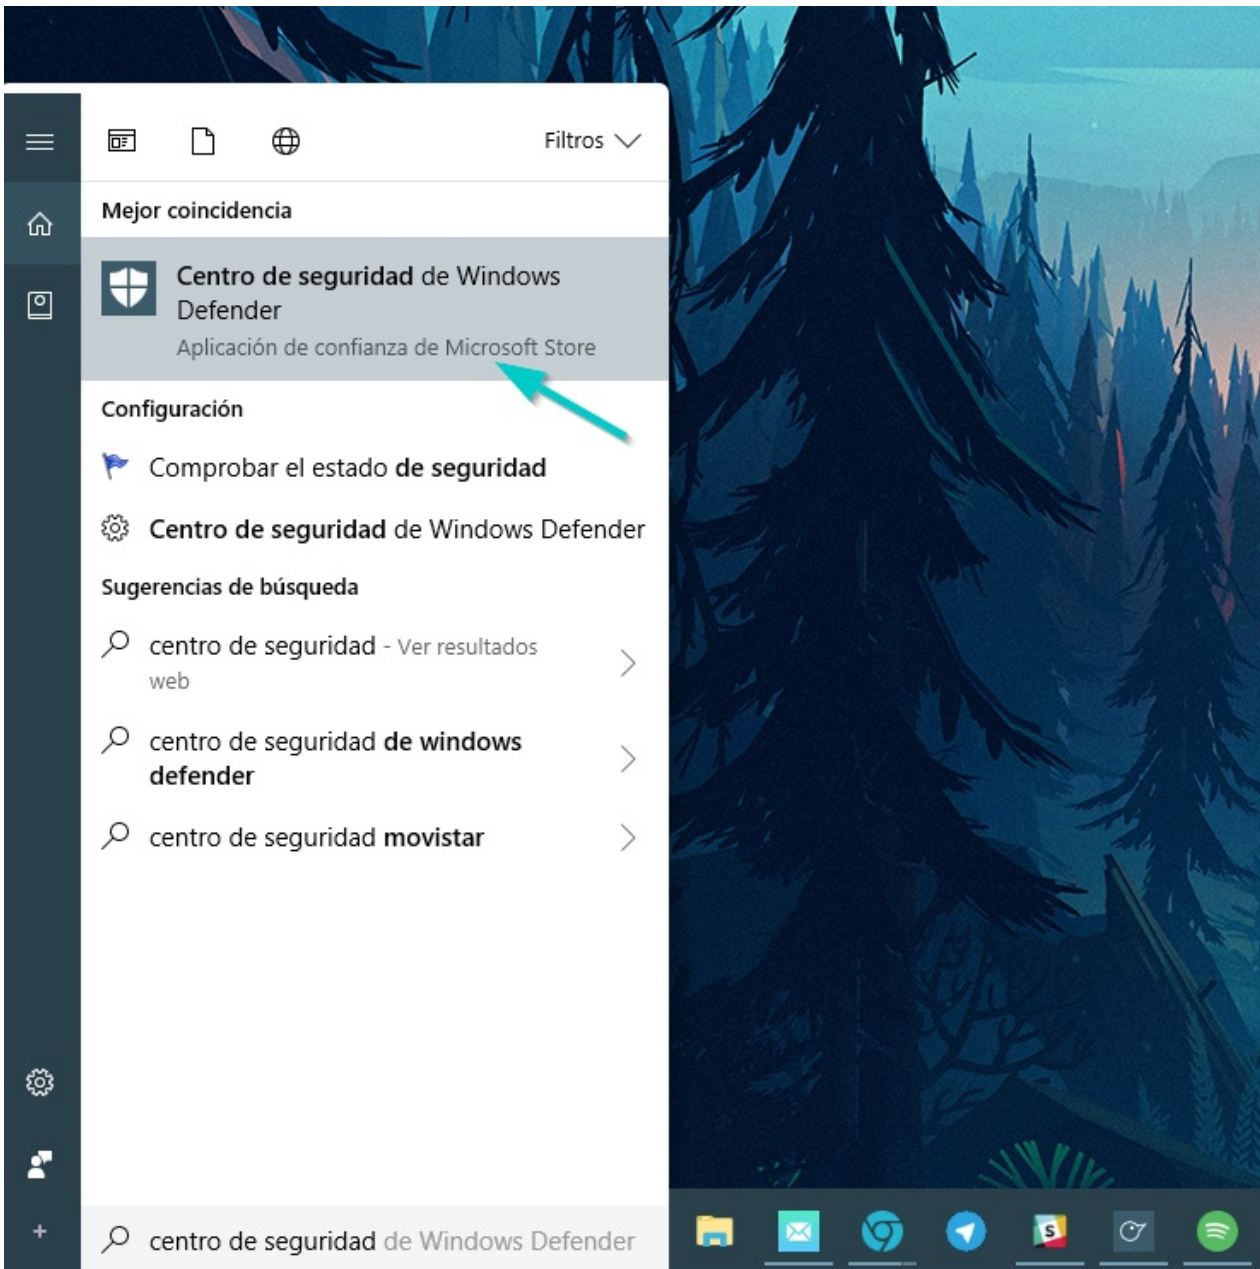 Filtros
Mejor coincidencia
Centro de seguridad de Windows
Defender
Aplicación de confianza de Microsoft Store
Configuración
Comprobar el estado de seguridad
Centro de seguridad de Windows Defender
Sugerencias de búsqueda
centro de seguridad - Ver resultados
web
centro de seguridad de windows
defender
centro de seguridad movistar
centro de seguridad de Windows Defender